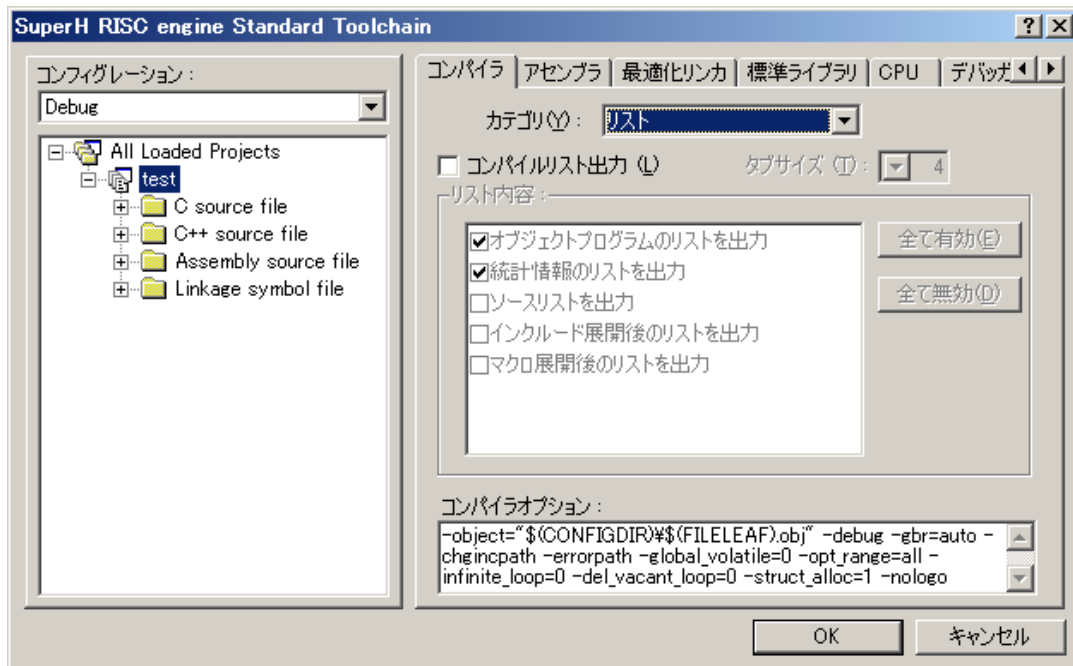 SuperH RISC engine Standard Toolchain
コンフィグレーション :
Debug
All Loaded Projects
test
C source file
C++ source file
Assembly source file
Linkage symbol file
コンパイラ アセンブラ 最適化リンカ 標準ライブラリ CPU デバッガ
カテゴリ(Y) : リスト
コンパイルリスト出力 (L) タブサイズ (T) : 4
リスト内容 :
オブジェクトプログラムのリストを出力
統計情報のリストを出力
ソースリストを出力
インクルード展開後のリストを出力
マクロ展開後のリストを出力
全て有効(E)
全て無効(D)
コンパイラオプション :
-object="$(CONFIGDIR)¥$(FILELEAF).obj" -debug -gbr=auto -
chgincpath -errorpath -global_volatile=0 -opt_range=all -
infinite_loop=0 -del_vacant_loop=0 -struct_alloc=1 -nologo
OK キャンセル